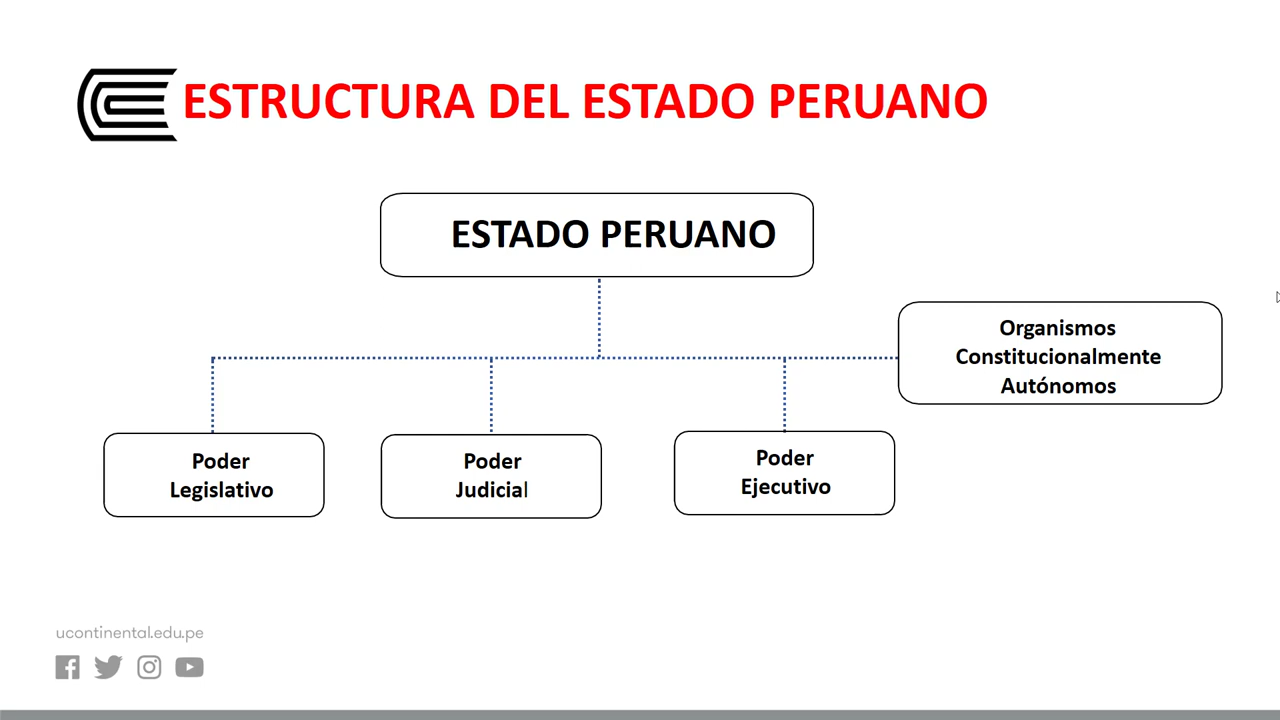 ESTRUCTURA DEL ESTADO PERUANO
ESTADO PERUANO
Organismos
Constitucionalmente
Autónomos
Poder
Legislativo
Poder
Judicial
Poder
Ejecutivo
ucontinental.edu.pe